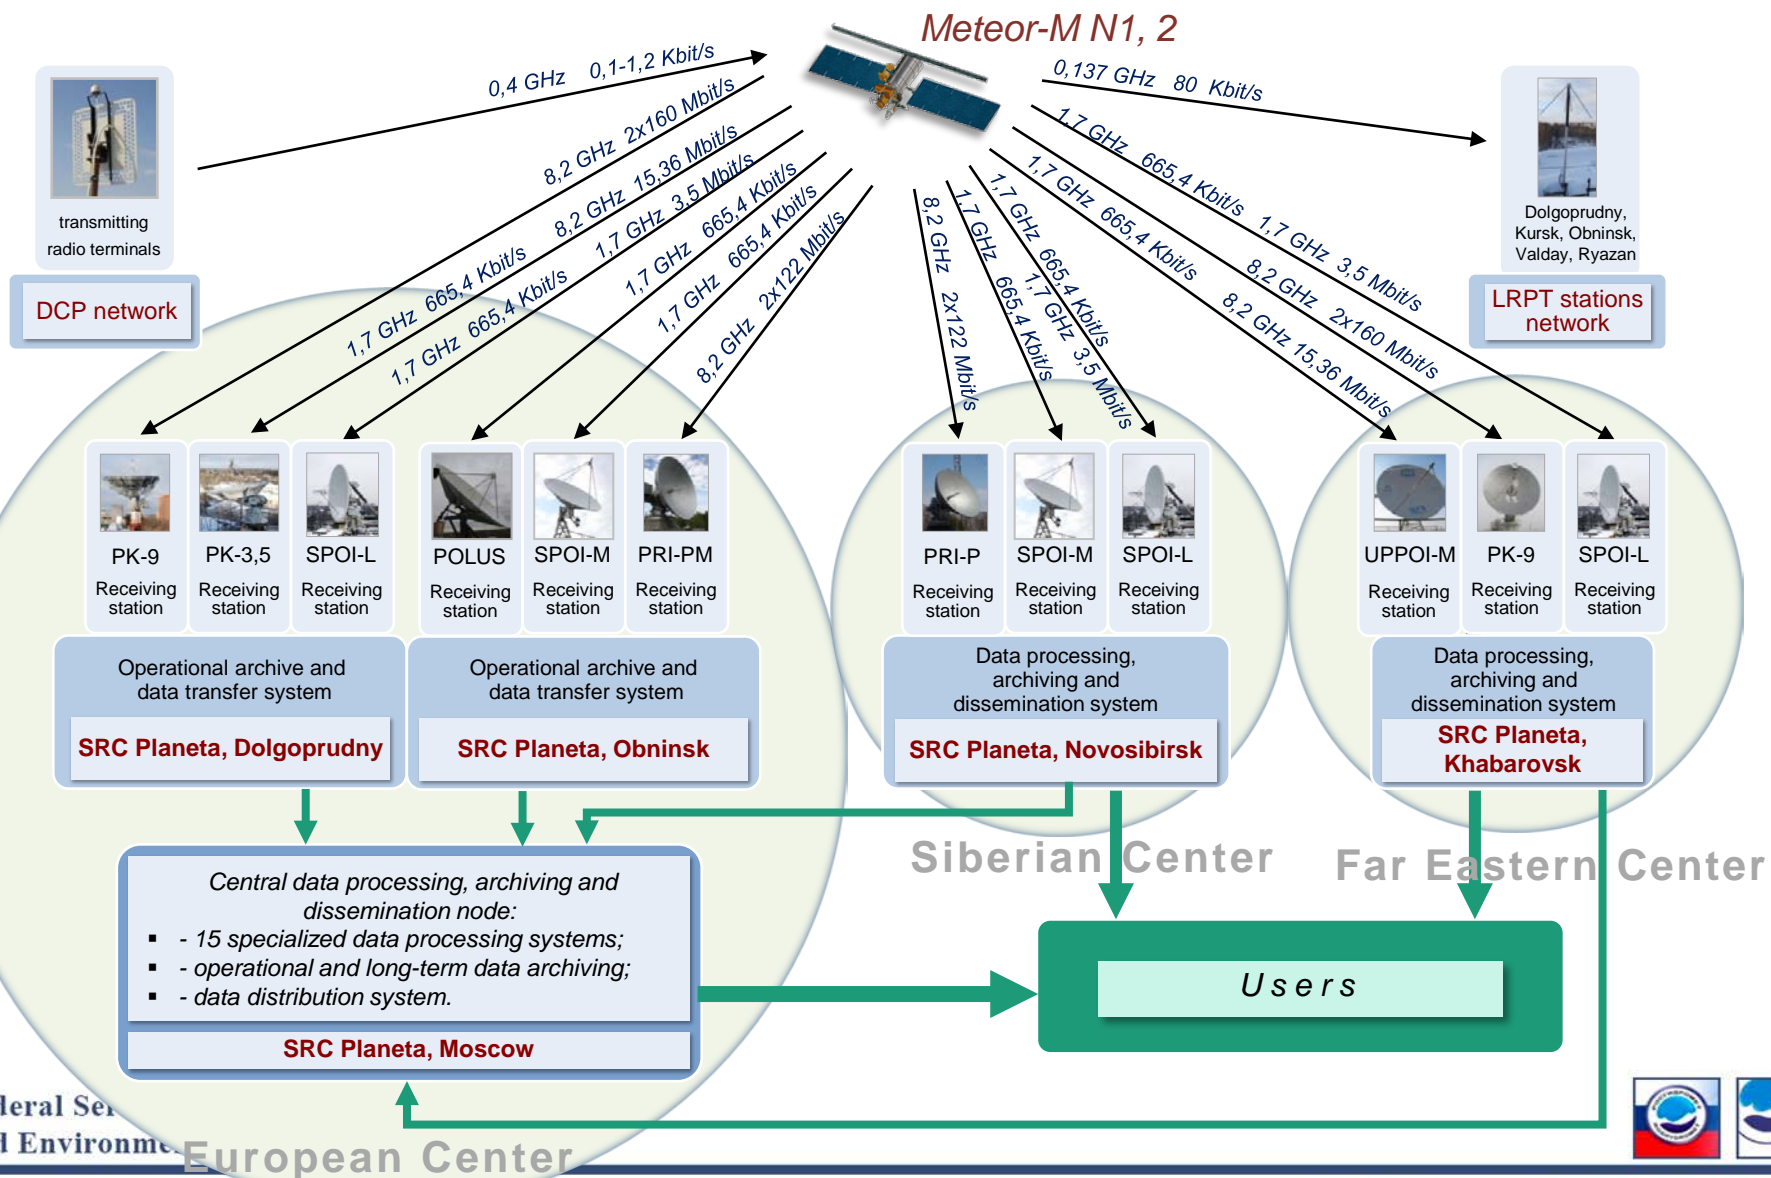 Meteor-M N1, 2
0,4 GHz 0,1-1,2 Kbit/s
0,137 GHz 80 Kbit/s
8,2 GHz 2x160 Mbit/s
8,2 GHz 15,36 Mbit/s
1,7 GHz 665,4 Kbit/s
1,7 GHz 3,5 Mbit/s
1,7 GHz 665,4 Kbit/s
1,7 GHz 665,4 Kbit/s
1,7 GHz 665,4 Kbit/s
8,2 GHz 2x122 Mbit/s
8,2 GHz 2x122 Mbit/s
1,7 GHz 665,4 Kbit/s
1,7 GHz 665,4 Kbit/s
1,7 GHz 3,5 Mbit/s
1,7 GHz 665,4 Kbit/s
8,2 GHz 15,36 Mbit/s
8,2 GHz 2x160 Mbit/s
1,7 GHz 665,4 Kbit/s
1,7 GHz 3,5 Mbit/s
transmitting
radio terminals
DCP network
Dolgoprudny,
Kursk, Obninsk,
Valday, Ryazan
LRPT stations
network
PK-9
Receiving
station
PK-3,5
Receiving
station
SPOI-L
Receiving
station
POLUS
Receiving
station
SPOI-M
Receiving
station
PRI-PM
Receiving
station
PRI-P
Receiving
station
SPOI-M
Receiving
station
SPOI-L
Receiving
station
UPPOI-M
Receiving
station
PK-9
Receiving
station
SPOI-L
Receiving
station
Operational archive and
data transfer system
SRC Planeta, Dolgoprudny
Operational archive and
data transfer system
SRC Planeta, Obninsk
Data processing,
archiving and
dissemination system
SRC Planeta, Novosibirsk
Data processing,
archiving and
dissemination system
SRC Planeta,
Khabarovsk
Siberian Center
Far Eastern Center
Central data processing, archiving and
dissemination node:
▪ - 15 specialized data processing systems;
▪ - operational and long-term data archiving;
▪ - data distribution system.
SRC Planeta, Moscow
Users
European Center
deral Ser
d Environme